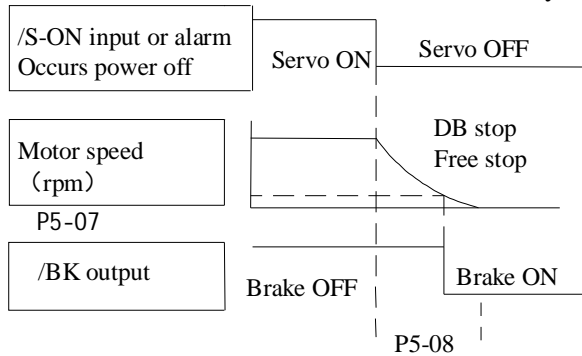 /S-ON input or alarm
Occurs power off
Servo ON
Servo OFF
Motor speed
（rpm）
DB stop
Free stop
P5-07
/BK output
Brake OFF
Brake ON
P5-08